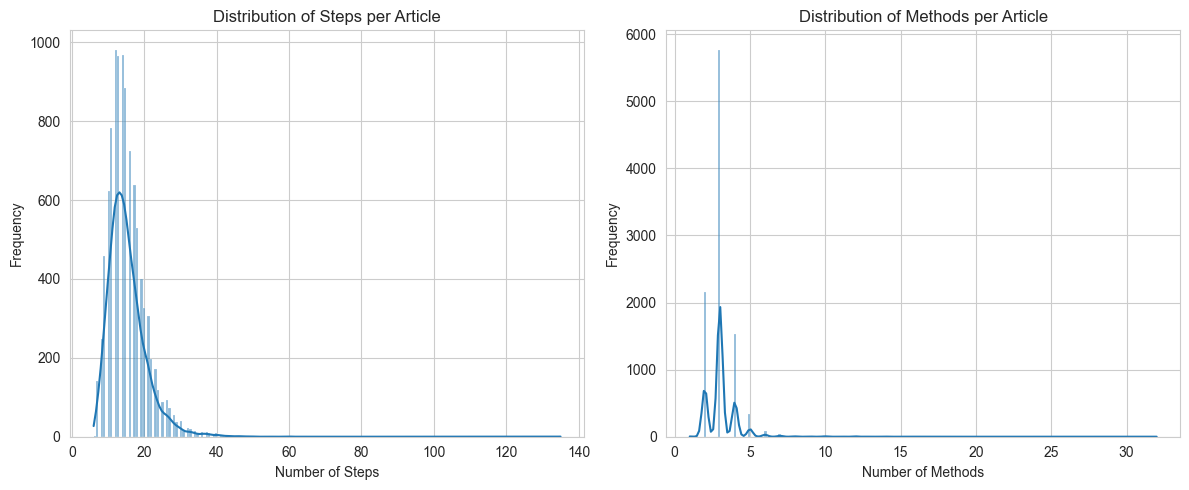 Distribution of Steps per Article
1000
800
600
400
200
0
Frequency
0 20 40 60 80 100 120 140
Number of Steps
Distribution of Methods per Article
6000
5000
4000
3000
2000
1000
0
Frequency
0 5 10 15 20 25 30
Number of Methods